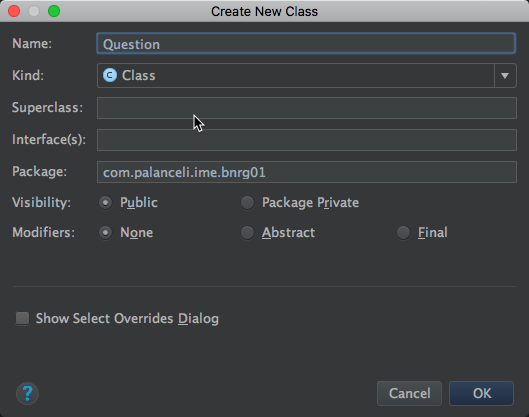 Create New Class
Name: Question
Kind: C Class
Superclass:
Interface(s):
Package: com.palanceli.ime.bnrg01
Visibility: Public Package Private
Modifiers: None Abstract Final
Show Select Overrides Dialog
? Cancel OK